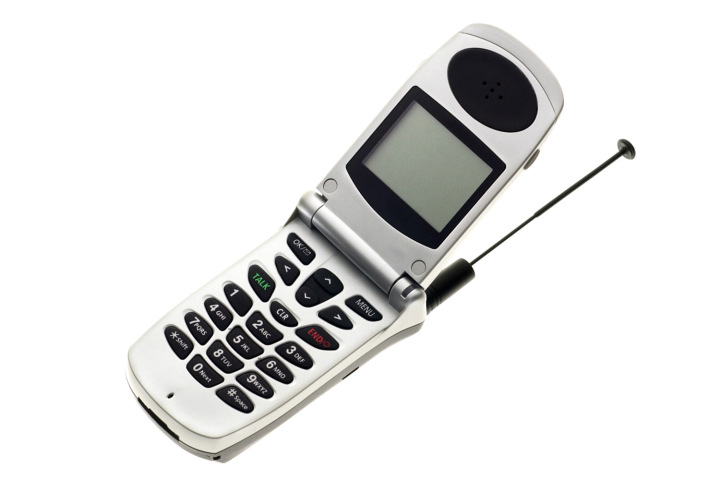 OK/✉
< ^ MENU
TALK ⌄ >
CLR
END
1 2 ABC 3 DEF
4 GHI 5 JKL 6 MNO
7 PQRS 8 TUV 9 WXYZ
*Shift 0 Next #Space